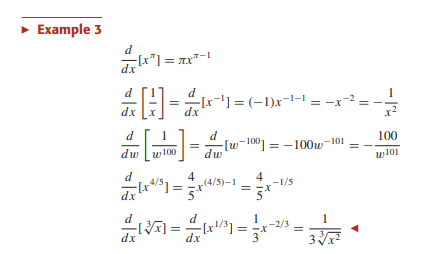 ► Example 3
d/dx [x^π] = πx^(π−1)
d/dx [1/x] = d/dx [x^(−1)] = (−1)x^(−1−1) = −x^(−2) = −1/x^2
d/dw [1/w^100] = d/dw [w^(−100)] = −100w^(−101) = −100/w^101
d/dx [x^(4/5)] = 4/5 x^((4/5)−1) = 4/5 x^(−1/5)
d/dx [∛x] = d/dx [x^(1/3)] = 1/3 x^(−2/3) = 1/(3∛(x^2)) ◄